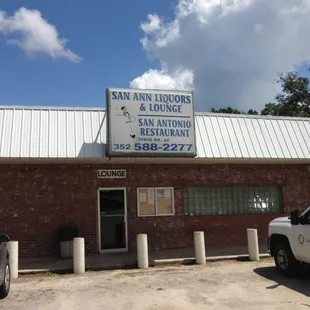 SAN ANN LIQUORS
& LOUNGE
SAN ANTONIO
RESTAURANT
352 588-2277
LOUNGE